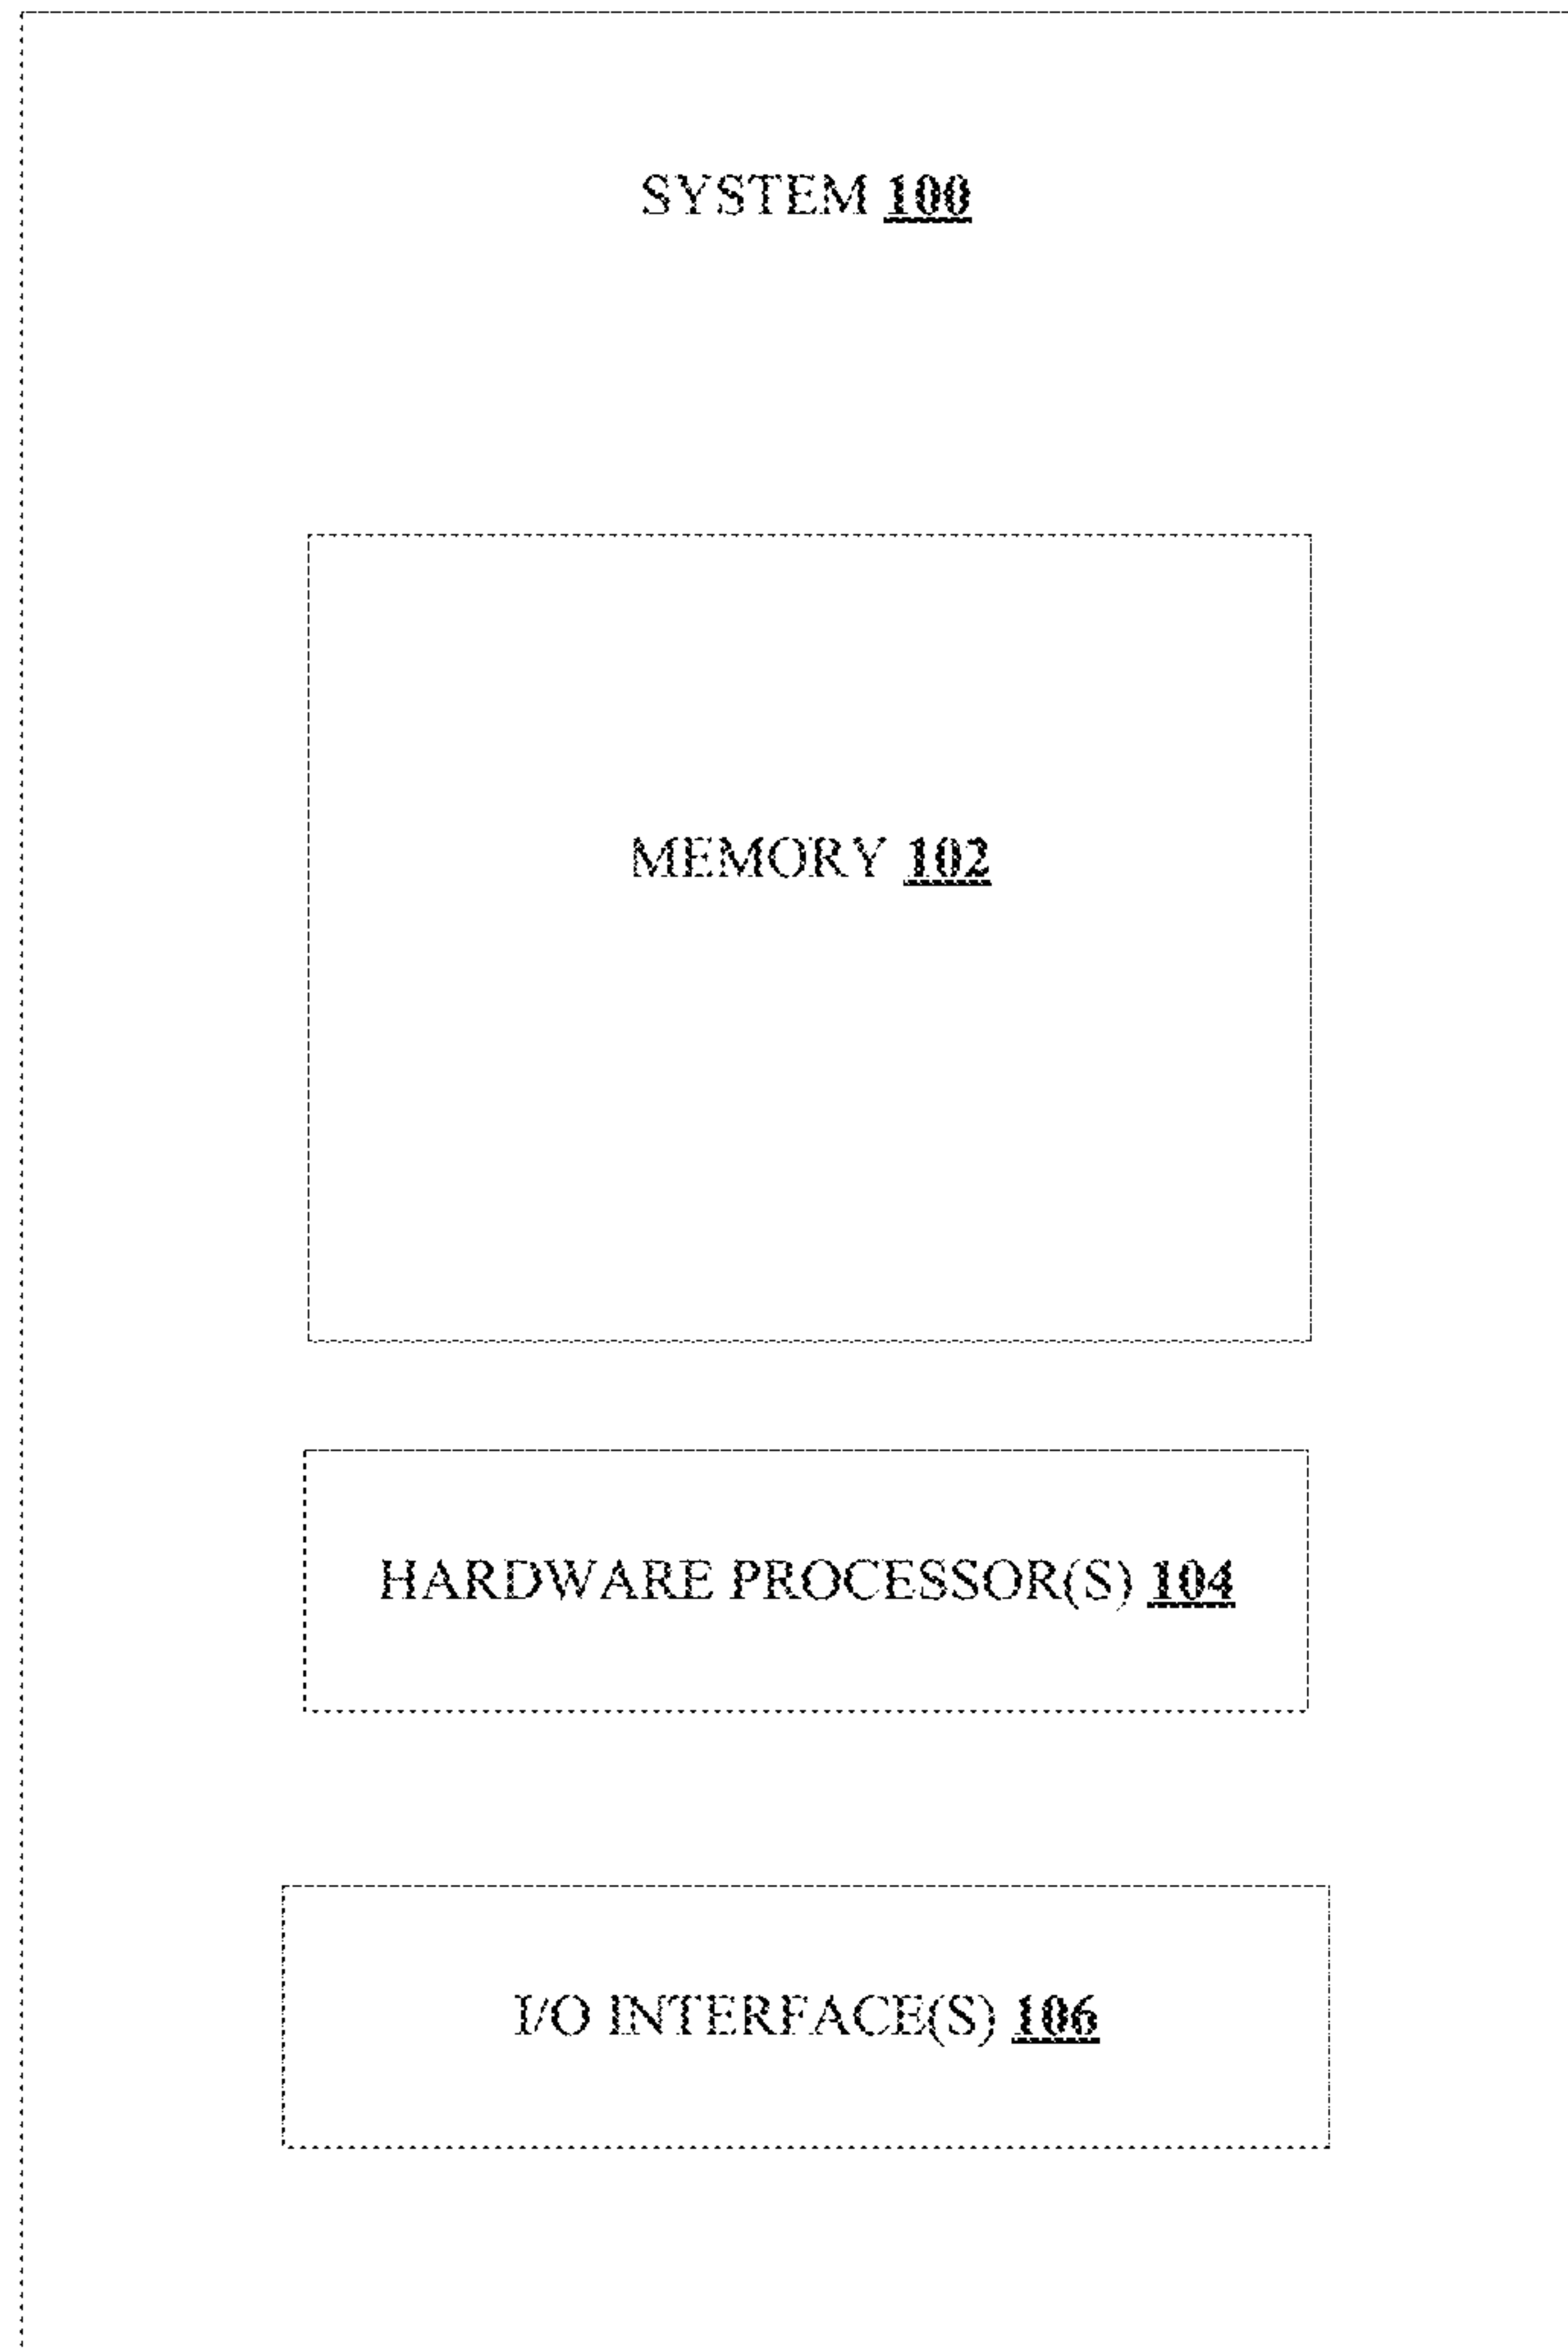 SYSTEM 100
MEMORY 102
HARDWARE PROCESSOR(S) 104
I/O INTERFACE(S) 106